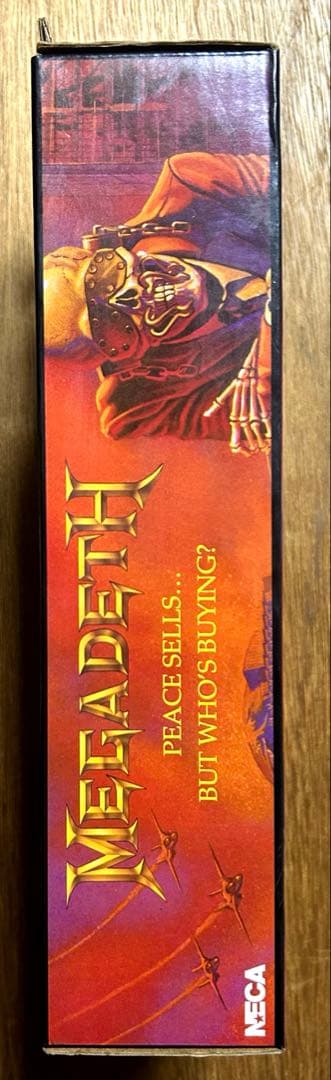 MEGADETH
PEACE SELLS...
BUT WHO'S BUYING?
NECA